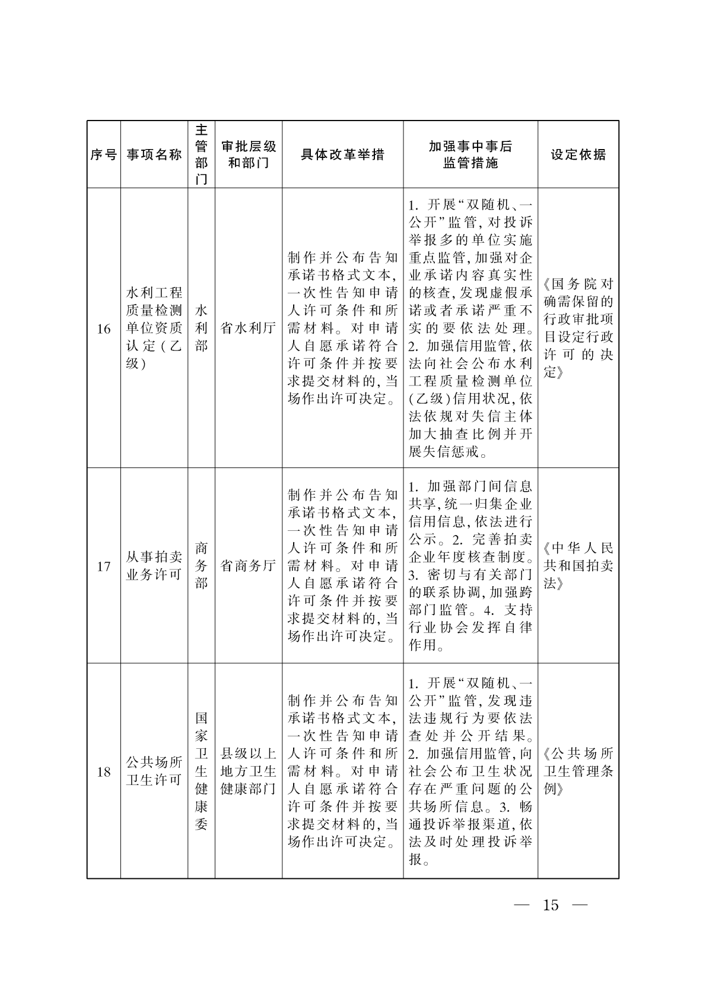 序号
事项名称
主
管
部
门
审批层级
和部门
具体改革举措
加强事中事后
监管措施
设定依据
16
水利工程
质量检测
单位资质
认定(乙
级)
水
利
部
省水利厅
制作并公布告知
承诺书格式文本,
一次性告知申请
人许可条件和所
需材料。对申请
人自愿承诺符合
许可条件并按要
求提交材料的,当
场作出许可决定。
1. 开展“双随机、一
公开”监管,对投诉
举报多的单位实施
重点监管,加强对企
业承诺内容真实性
的核查,发现虚假承
诺或者承诺严重不
实的要依法处理。
2. 加强信用监管,依
法向社会公布水利
工程质量检测单位
(乙级)信用状况,依
法依规对失信主体
加大抽查比例并开
展失信惩戒。
《国务院对
确需保留的
行政审批项
目设定行政
许可的决
定》
17
从事拍卖
业务许可
商
务
部
省商务厅
制作并公布告知
承诺书格式文本,
一次性告知申请
人许可条件和所
需材料。对申请
人自愿承诺符合
许可条件并按要
求提交材料的,当
场作出许可决定。
1. 加强部门间信息
共享,统一归集企业
信用信息,依法进行
公示。2. 完善拍卖
企业年度核查制度。
3. 密切与有关部门
的联系协调,加强跨
部门监管。4. 支持
行业协会发挥自律
作用。
《中华人民
共和国拍卖
法》
18
公共场所
卫生许可
国
家
卫
生
健
康
委
县级以上
地方卫生
健康部门
制作并公布告知
承诺书格式文本,
一次性告知申请
人许可条件和所
需材料。对申请
人自愿承诺符合
许可条件并按要
求提交材料的,当
场作出许可决定。
1. 开展“双随机、一
公开”监管,发现违
法违规行为要依法
查处并公开结果。
2. 加强信用监管,向
社会公布卫生状况
存在严重问题的公
共场所信息。3. 畅
通投诉举报渠道,依
法及时处理投诉举
报。
《公共场所
卫生管理条
例》
— 15 —